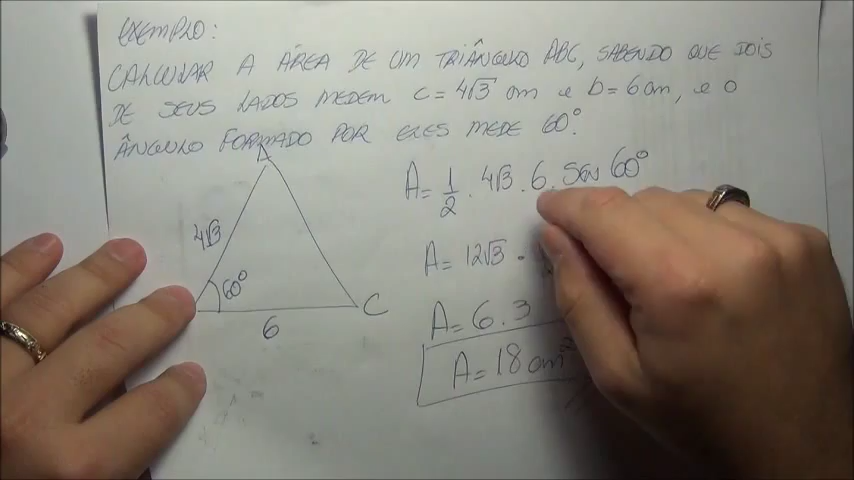 EXEMPLO:
CALCULAR A ÁREA DE UM TRIÂNGULO ABC, SABENDO QUE DOIS
DE SEUS LADOS MEDEM C=4√3 cm e b=6cm, e o
ÂNGULO FORMADO POR ELES MEDE 60°.
A
4√3
60°
C
6
A= 1/2 . 4√3 . 6 . Sen 60°
A= 12√3 .
A= 6.3
A= 18 cm²